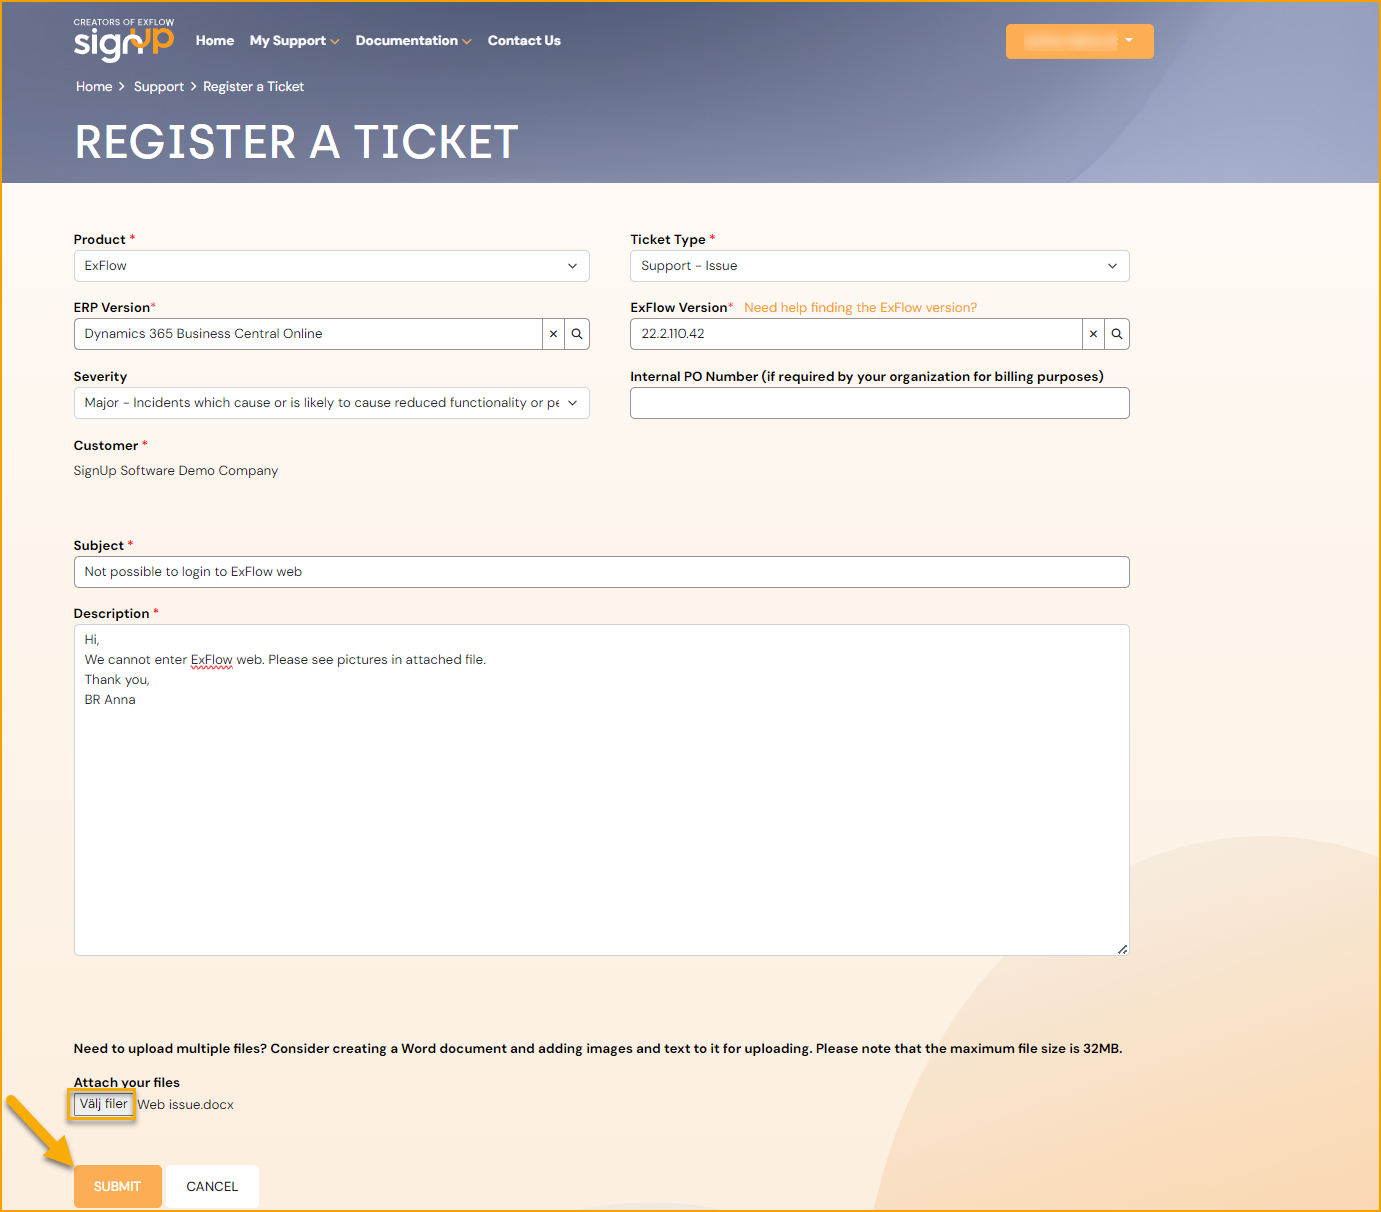 CREATORS OF EXFLOW
signUP
Home My Support Documentation Contact Us
Home > Support > Register a Ticket
REGISTER A TICKET
Product *
Ticket Type *
ExFlow
Support - Issue
ERP Version*
ExFlow Version* Need help finding the ExFlow version?
Dynamics 365 Business Central Online
22.2.110.42
Severity
Internal PO Number (if required by your organization for billing purposes)
Major - Incidents which cause or is likely to cause reduced functionality or pe
Customer *
SignUp Software Demo Company
Subject *
Not possible to login to ExFlow web
Description *
Hi,
We cannot enter ExFlow web. Please see pictures in attached file.
Thank you,
BR Anna
Need to upload multiple files? Consider creating a Word document and adding images and text to it for uploading. Please note that the maximum file size is 32MB.
Attach your files
Välj filer Web issue.docx
SUBMIT CANCEL